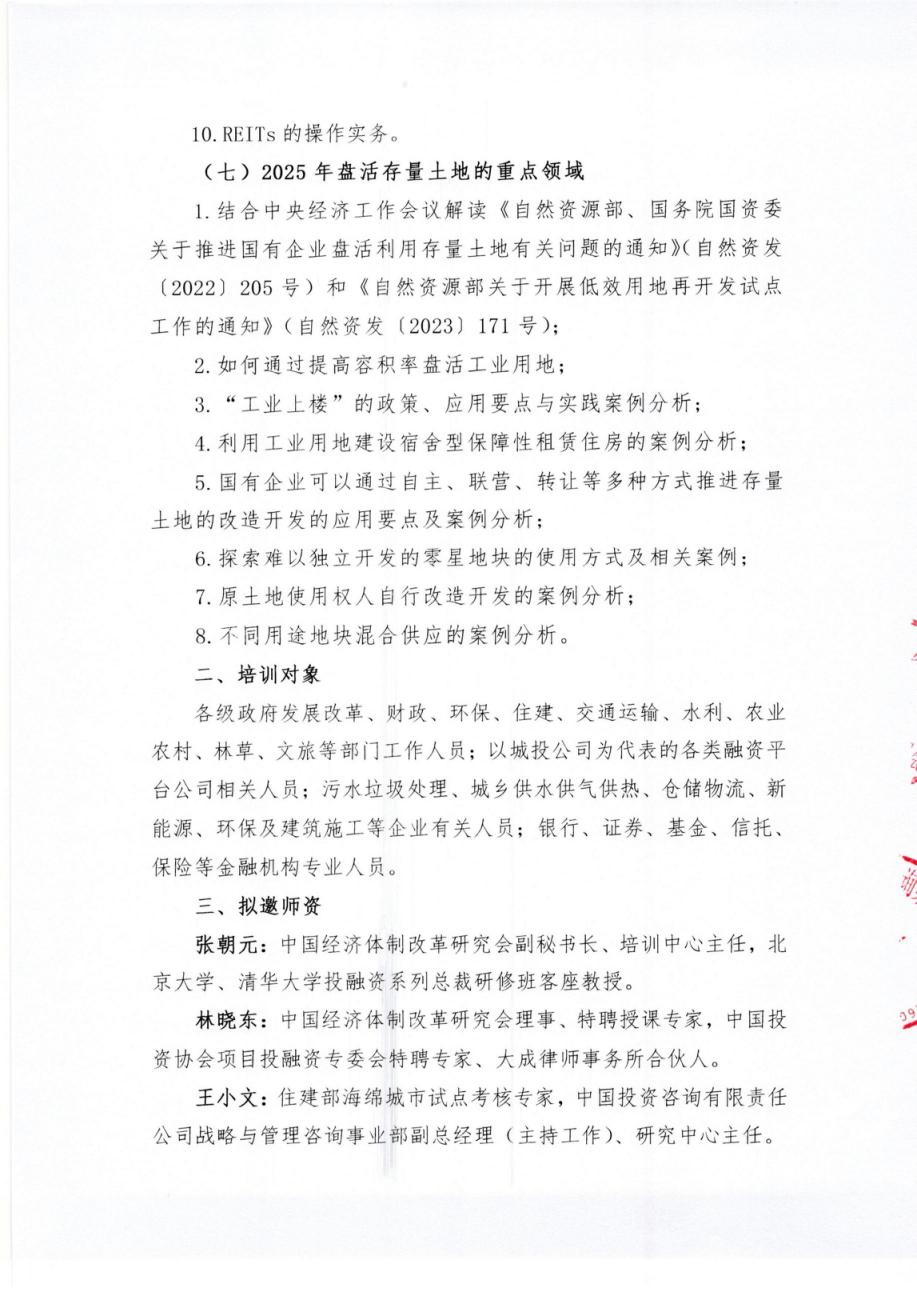 10.REITs的操作实务。
（七）2025年盘活存量土地的重点领域
1.结合中央经济工作会议解读《自然资源部、国务院国资委
关于推进国有企业盘活利用存量土地有关问题的通知》（自然资发
〔2022〕205号）和《自然资源部关于开展低效用地再开发试点
工作的通知》（自然资发〔2023〕171号）；
2.如何通过提高容积率盘活工业用地；
3.“工业上楼”的政策、应用要点与实践案例分析；
4.利用工业用地建设宿舍型保障性租赁住房的案例分析；
5.国有企业可以通过自主、联营、转让等多种方式推进存量
土地的改造开发的应用要点及案例分析；
6.探索难以独立开发的零星地块的使用方式及相关案例；
7.原土地使用权人自行改造开发的案例分析；
8.不同用途地块混合供应的案例分析。
二、培训对象
各级政府发展改革、财政、环保、住建、交通运输、水利、农业
农村、林草、文旅等部门工作人员；以城投公司为代表的各类融资平
台公司相关人员；污水垃圾处理、城乡供水供气供热、仓储物流、新
能源、环保及建筑施工等企业有关人员；银行、证券、基金、信托、
保险等金融机构专业人员。
三、拟邀师资
张朝元：中国经济体制改革研究会副秘书长、培训中心主任，北
京大学、清华大学投融资系列总裁研修班客座教授。
林晓东：中国经济体制改革研究会理事、特聘授课专家，中国投
资协会项目投融资专委会特聘专家、大成律师事务所合伙人。
王小文：住建部海绵城市试点考核专家，中国投资咨询有限责任
公司战略与管理咨询事业部副总经理（主持工作）、研究中心主任。